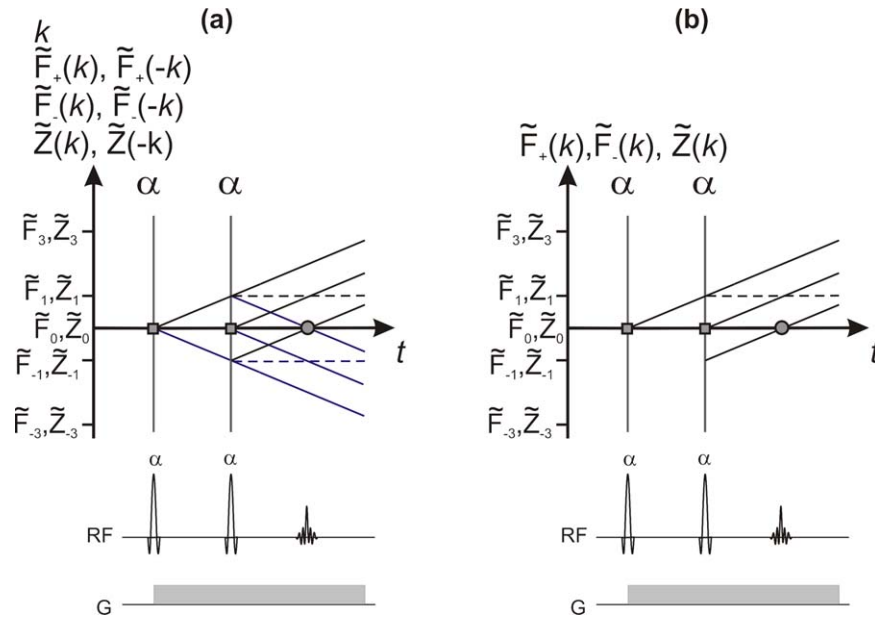 (a)
k
F̃₊(k), F̃₊(-k)
F̃₋(k), F̃₋(-k)
Z̃(k), Z̃(-k)
α α
F̃₃,Z̃₃
F̃₁,Z̃₁
F̃₀,Z̃₀
t
F̃₋₁,Z̃₋₁
F̃₋₃,Z̃₋₃
α α
RF
G
(b)
F̃₊(k),F̃₋(k), Z̃(k)
α α
F̃₃,Z̃₃
F̃₁,Z̃₁
F̃₀,Z̃₀
t
F̃₋₁,Z̃₋₁
F̃₋₃,Z̃₋₃
α α
RF
G